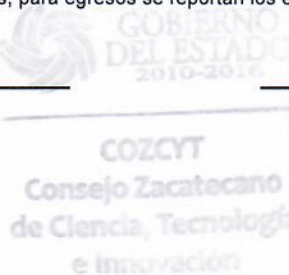 s, para egresos se reportan los
GOBIERNO
DEL ESTADO
2010-2016
COZCYT
Consejo Zacatecano
de Ciencia, Tecnología
e Innovación